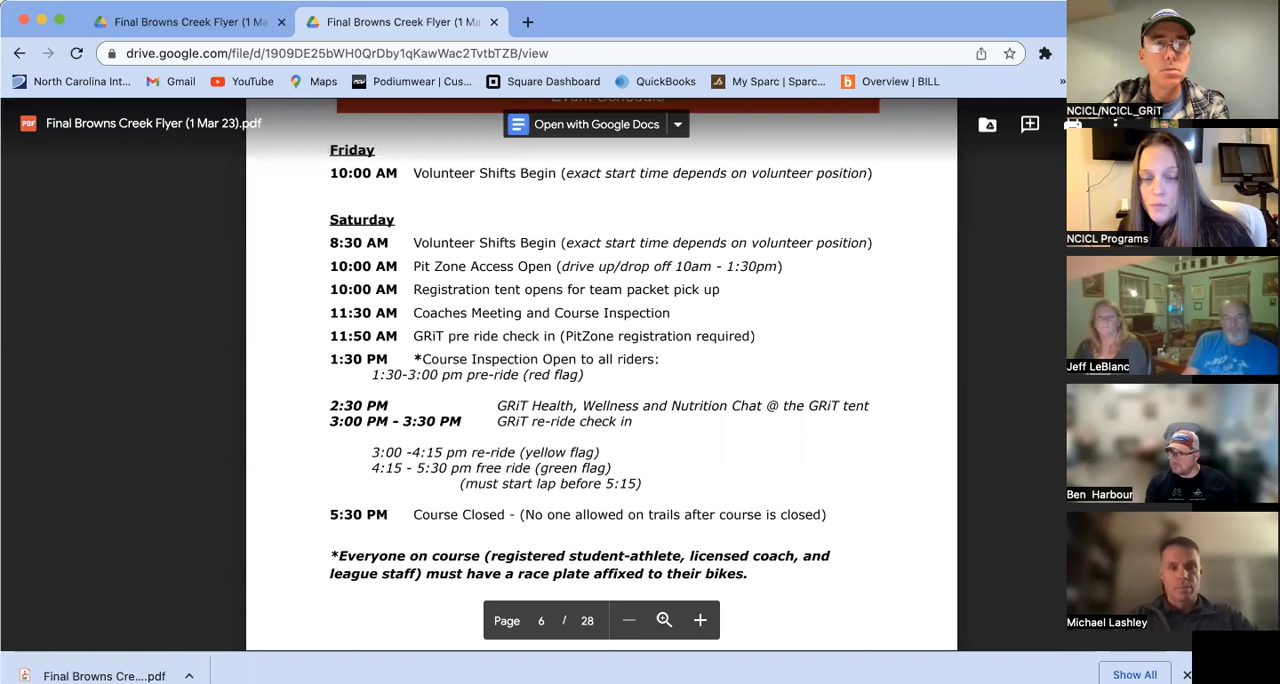 Final Browns Creek Flyer (1 Ma
Final Browns Creek Flyer (1 Ma
drive.google.com/file/d/1909DE25bWH0QrDby1qKawWac2TvtbTZB/view
North Carolina Int...
Gmail
YouTube
Maps
Podiumwear | Cus...
Square Dashboard
QuickBooks
My Sparc | Sparc...
Overview | BILL
»
Event Schedule
PDF
Final Browns Creek Flyer (1 Mar 23).pdf
Open with Google Docs
Friday
10:00 AM Volunteer Shifts Begin (exact start time depends on volunteer position)
Saturday
8:30 AM Volunteer Shifts Begin (exact start time depends on volunteer position)
10:00 AM Pit Zone Access Open (drive up/drop off 10am - 1:30pm)
10:00 AM Registration tent opens for team packet pick up
11:30 AM Coaches Meeting and Course Inspection
11:50 AM GRiT pre ride check in (PitZone registration required)
1:30 PM *Course Inspection Open to all riders:
1:30-3:00 pm pre-ride (red flag)
2:30 PM GRiT Health, Wellness and Nutrition Chat @ the GRiT tent
3:00 PM - 3:30 PM GRiT re-ride check in
3:00 -4:15 pm re-ride (yellow flag)
4:15 - 5:30 pm free ride (green flag)
(must start lap before 5:15)
5:30 PM Course Closed - (No one allowed on trails after course is closed)
*Everyone on course (registered student-athlete, licensed coach, and
league staff) must have a race plate affixed to their bikes.
Page 6 / 28
Final Browns Cre....pdf
Show All
NCICL/NCICL_GRiT
NCICL Programs
Jeff LeBlanc
Ben Harbour
Michael Lashley